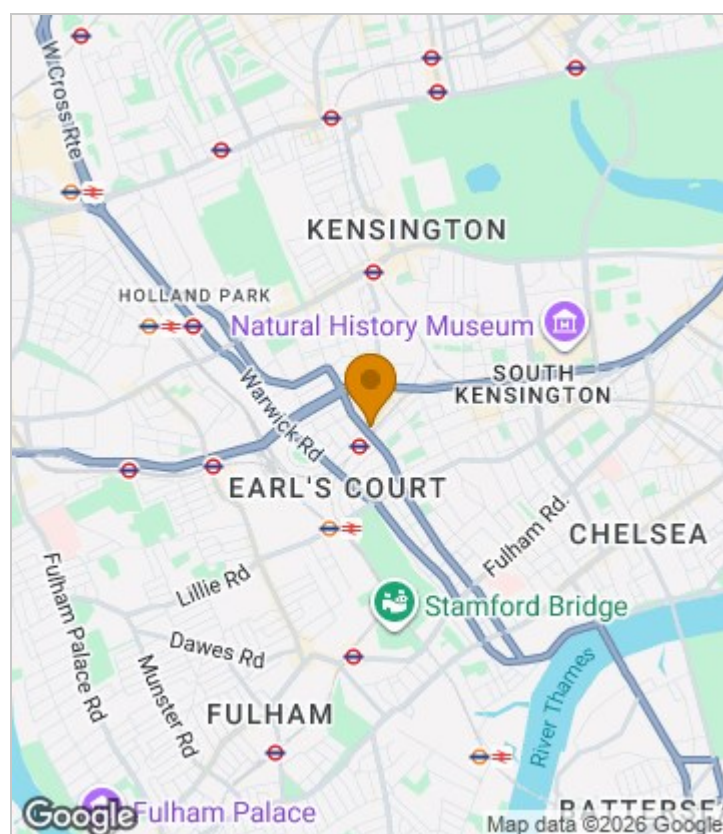 W Cross Rte
KENSINGTON
HOLLAND PARK
Natural History Museum
SOUTH
KENSINGTON
Warwick Rd
EARL'S COURT
Fulham Rd.
CHELSEA
Lillie Rd
Stamford Bridge
Fulham Palace Rd
Dawes Rd
Munster Rd
River Thames
FULHAM
Google
Fulham Palace
BATTERSE
Map data ©2026 Google